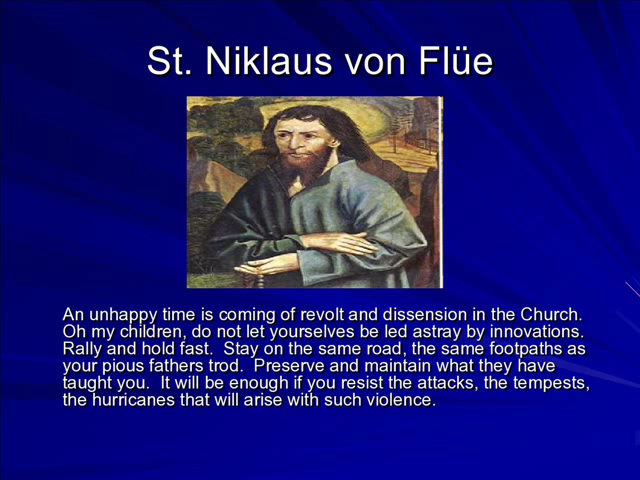 St. Niklaus von Flüe
An unhappy time is coming of revolt and dissension in the Church.
Oh my children, do not let yourselves be led astray by innovations.
Rally and hold fast.  Stay on the same road, the same footpaths as
your pious fathers trod.  Preserve and maintain what they have
taught you.  It will be enough if you resist the attacks, the tempests,
the hurricanes that will arise with such violence.